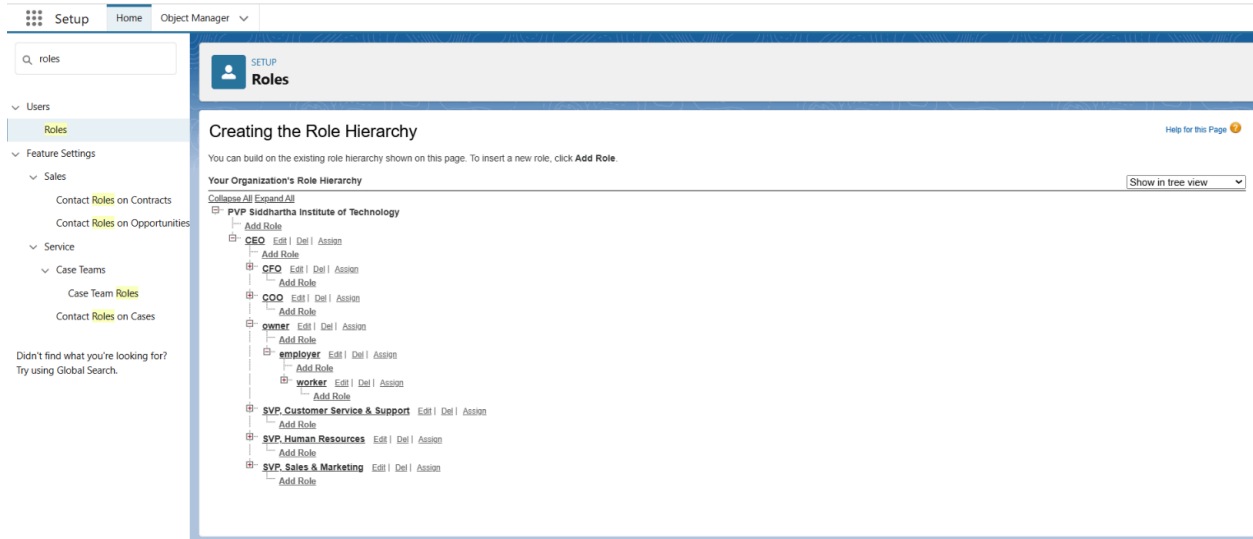 Setup Home Object Manager
roles
Users
Roles
Feature Settings
Sales
Contact Roles on Contracts
Contact Roles on Opportunities
Service
Case Teams
Case Team Roles
Contact Roles on Cases
Didn't find what you're looking for?
Try using Global Search.
SETUP
Roles
Creating the Role Hierarchy
Help for this Page ?
You can build on the existing role hierarchy shown on this page. To insert a new role, click Add Role.
Your Organization's Role Hierarchy
Show in tree view
Collapse All Expand All
PVP Siddhartha Institute of Technology
Add Role
CEO Edit | Del | Assign
Add Role
CFO Edit | Del | Assign
Add Role
COO Edit | Del | Assign
Add Role
owner Edit | Del | Assign
Add Role
employer Edit | Del | Assign
Add Role
worker Edit | Del | Assign
Add Role
SVP, Customer Service & Support Edit | Del | Assign
Add Role
SVP, Human Resources Edit | Del | Assign
Add Role
SVP, Sales & Marketing Edit | Del | Assign
Add Role